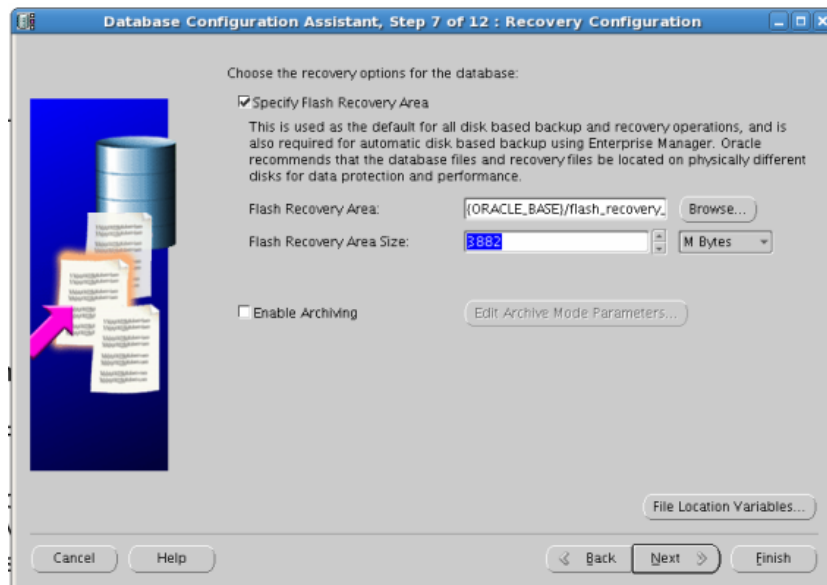 Database Configuration Assistant, Step 7 of 12 : Recovery Configuration
Choose the recovery options for the database:
Specify Flash Recovery Area
This is used as the default for all disk based backup and recovery operations, and is
also required for automatic disk based backup using Enterprise Manager. Oracle
recommends that the database files and recovery files be located on physically different
disks for data protection and performance.
Flash Recovery Area: {ORACLE_BASE}/flash_recovery_ Browse...
Flash Recovery Area Size: 3882 M Bytes
Enable Archiving Edit Archive Mode Parameters...
File Location Variables...
Cancel Help Back Next Finish